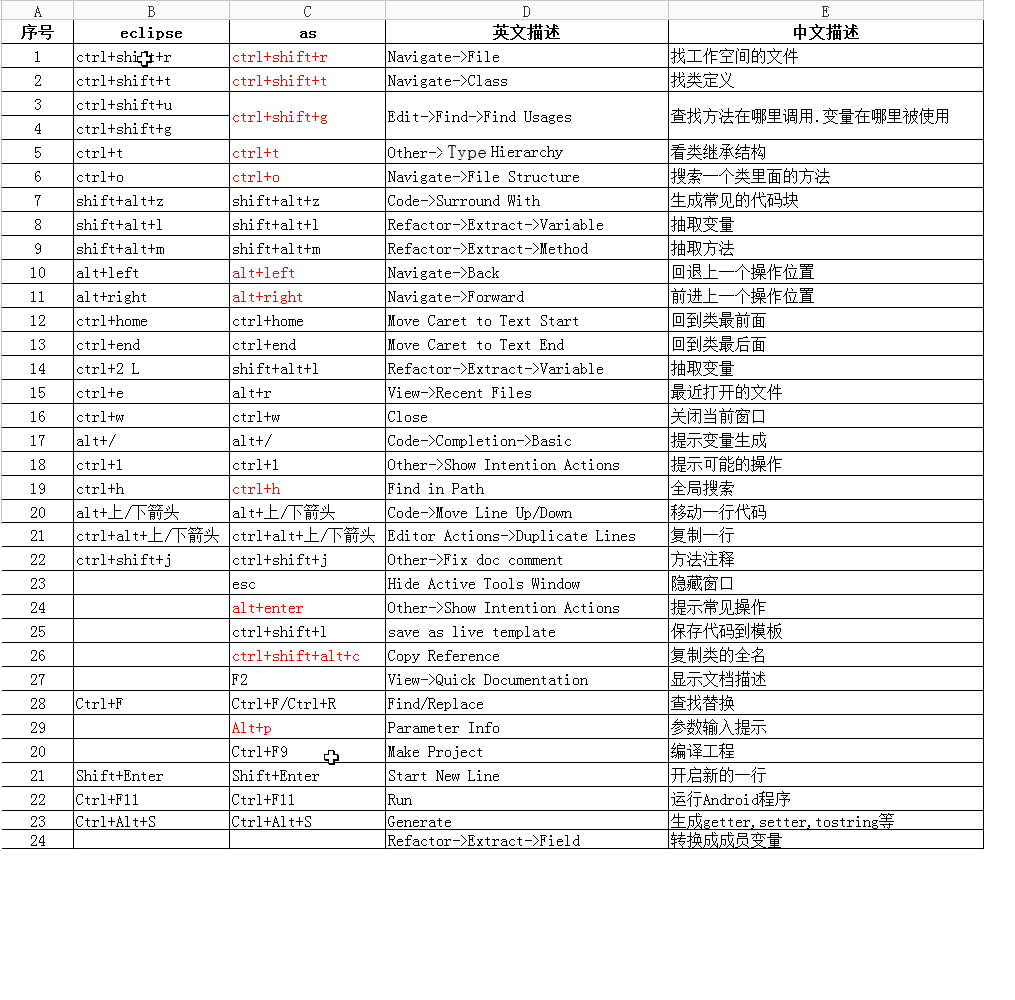 A B C D E
序号 eclipse as 英文描述 中文描述
1 ctrl+shift+r ctrl+shift+r Navigate->File 找工作空间的文件
2 ctrl+shift+t ctrl+shift+t Navigate->Class 找类定义
3 ctrl+shift+u
ctrl+shift+g Edit->Find->Find Usages 查找方法在哪里调用.变量在哪里被使用
4 ctrl+shift+g
5 ctrl+t ctrl+t Other->Type Hierarchy 看类继承结构
6 ctrl+o ctrl+o Navigate->File Structure 搜索一个类里面的方法
7 shift+alt+z shift+alt+z Code->Surround With 生成常见的代码块
8 shift+alt+l shift+alt+l Refactor->Extract->Variable 抽取变量
9 shift+alt+m shift+alt+m Refactor->Extract->Method 抽取方法
10 alt+left alt+left Navigate->Back 回退上一个操作位置
11 alt+right alt+right Navigate->Forward 前进上一个操作位置
12 ctrl+home ctrl+home Move Caret to Text Start 回到类最前面
13 ctrl+end ctrl+end Move Caret to Text End 回到类最后面
14 ctrl+2 L shift+alt+l Refactor->Extract->Variable 抽取变量
15 ctrl+e alt+r View->Recent Files 最近打开的文件
16 ctrl+w ctrl+w Close 关闭当前窗口
17 alt+/ alt+/ Code->Completion->Basic 提示变量生成
18 ctrl+1 ctrl+1 Other->Show Intention Actions 提示可能的操作
19 ctrl+h ctrl+h Find in Path 全局搜索
20 alt+上/下箭头 alt+上/下箭头 Code->Move Line Up/Down 移动一行代码
21 ctrl+alt+上/下箭头 ctrl+alt+上/下箭头 Editor Actions->Duplicate Lines 复制一行
22 ctrl+shift+j ctrl+shift+j Other->Fix doc comment 方法注释
23 esc Hide Active Tools Window 隐藏窗口
24 alt+enter Other->Show Intention Actions 提示常见操作
25 ctrl+shift+l save as live template 保存代码到模板
26 ctrl+shift+alt+c Copy Reference 复制类的全名
27 F2 View->Quick Documentation 显示文档描述
28 Ctrl+F Ctrl+F/Ctrl+R Find/Replace 查找替换
29 Alt+p Parameter Info 参数输入提示
20 Ctrl+F9 Make Project 编译工程
21 Shift+Enter Shift+Enter Start New Line 开启新的一行
22 Ctrl+F11 Ctrl+F11 Run 运行Android程序
23 Ctrl+Alt+S Ctrl+Alt+S Generate 生成getter,setter,tostring等
24 Refactor->Extract->Field 转换成成员变量